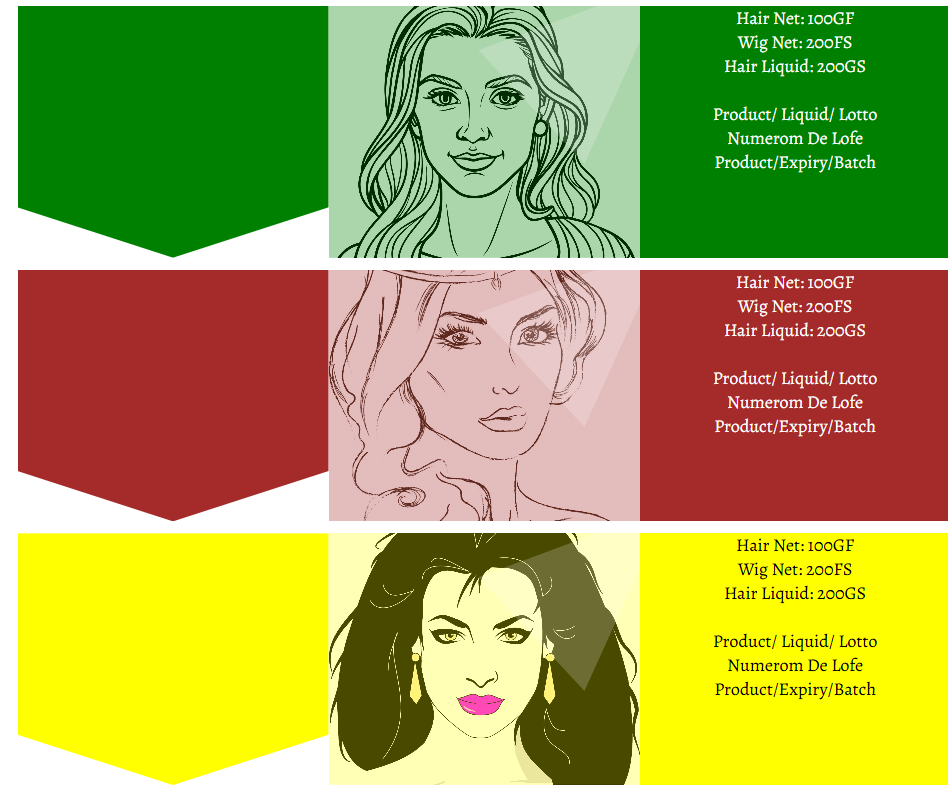 Hair Net: 100GF
Wig Net: 200FS
Hair Liquid: 200GS
Product/ Liquid/ Lotto
Numerom De Lofe
Product/Expiry/Batch
Hair Net: 100GF
Wig Net: 200FS
Hair Liquid: 200GS
Product/ Liquid/ Lotto
Numerom De Lofe
Product/Expiry/Batch
Hair Net: 100GF
Wig Net: 200FS
Hair Liquid: 200GS
Product/ Liquid/ Lotto
Numerom De Lofe
Product/Expiry/Batch